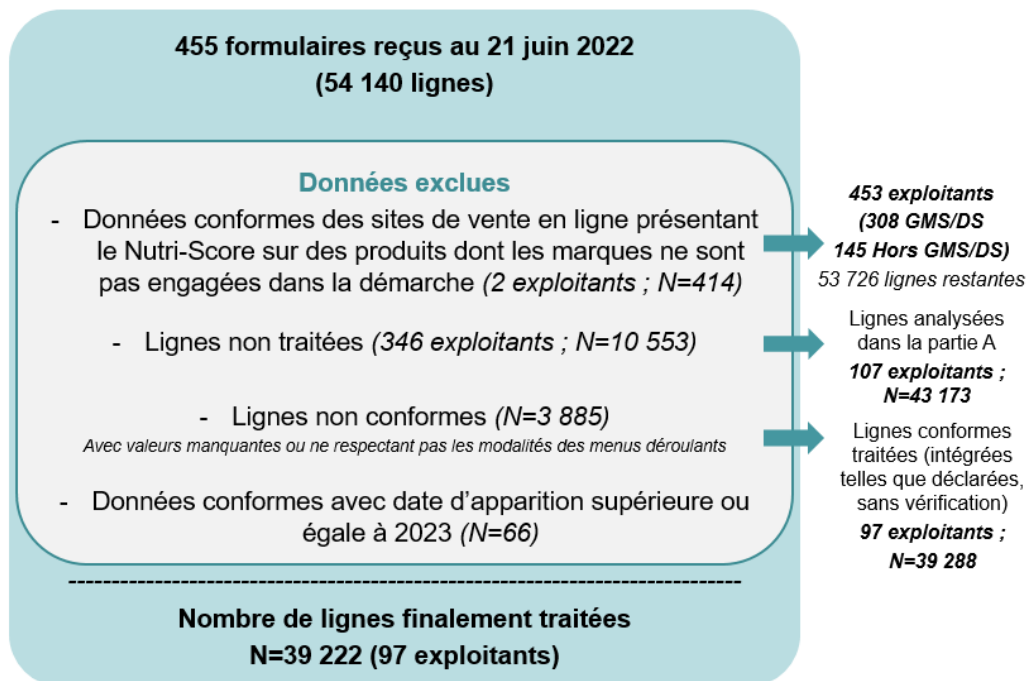 455 formulaires reçus au 21 juin 2022
(54 140 lignes)
Données exclues
- Données conformes des sites de vente en ligne présentant
le Nutri-Score sur des produits dont les marques ne sont
pas engagées dans la démarche (2 exploitants ; N=414)
- Lignes non traitées (346 exploitants ; N=10 553)
- Lignes non conformes (N=3 885)
Avec valeurs manquantes ou ne respectant pas les modalités des menus déroulants
- Données conformes avec date d'apparition supérieure ou
égale à 2023 (N=66)
---------------------------------------------------------------------------
Nombre de lignes finalement traitées
N=39 222 (97 exploitants)
453 exploitants
(308 GMS/DS
145 Hors GMS/DS)
53 726 lignes restantes
Lignes analysées
dans la partie A
107 exploitants ;
N=43 173
Lignes conformes
traitées (intégrées
telles que déclarées,
sans vérification)
97 exploitants ;
N=39 288